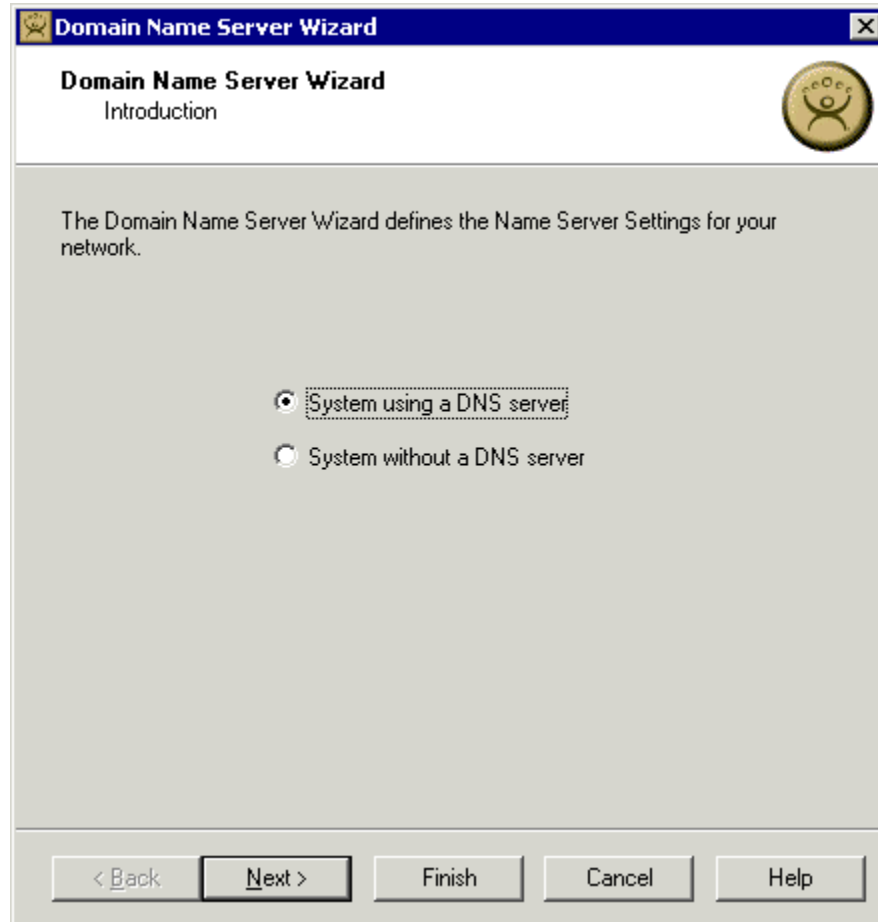 Domain Name Server Wizard
Domain Name Server Wizard
Introduction
The Domain Name Server Wizard defines the Name Server Settings for your
network.
System using a DNS server
System without a DNS server
< Back
Next >
Finish
Cancel
Help